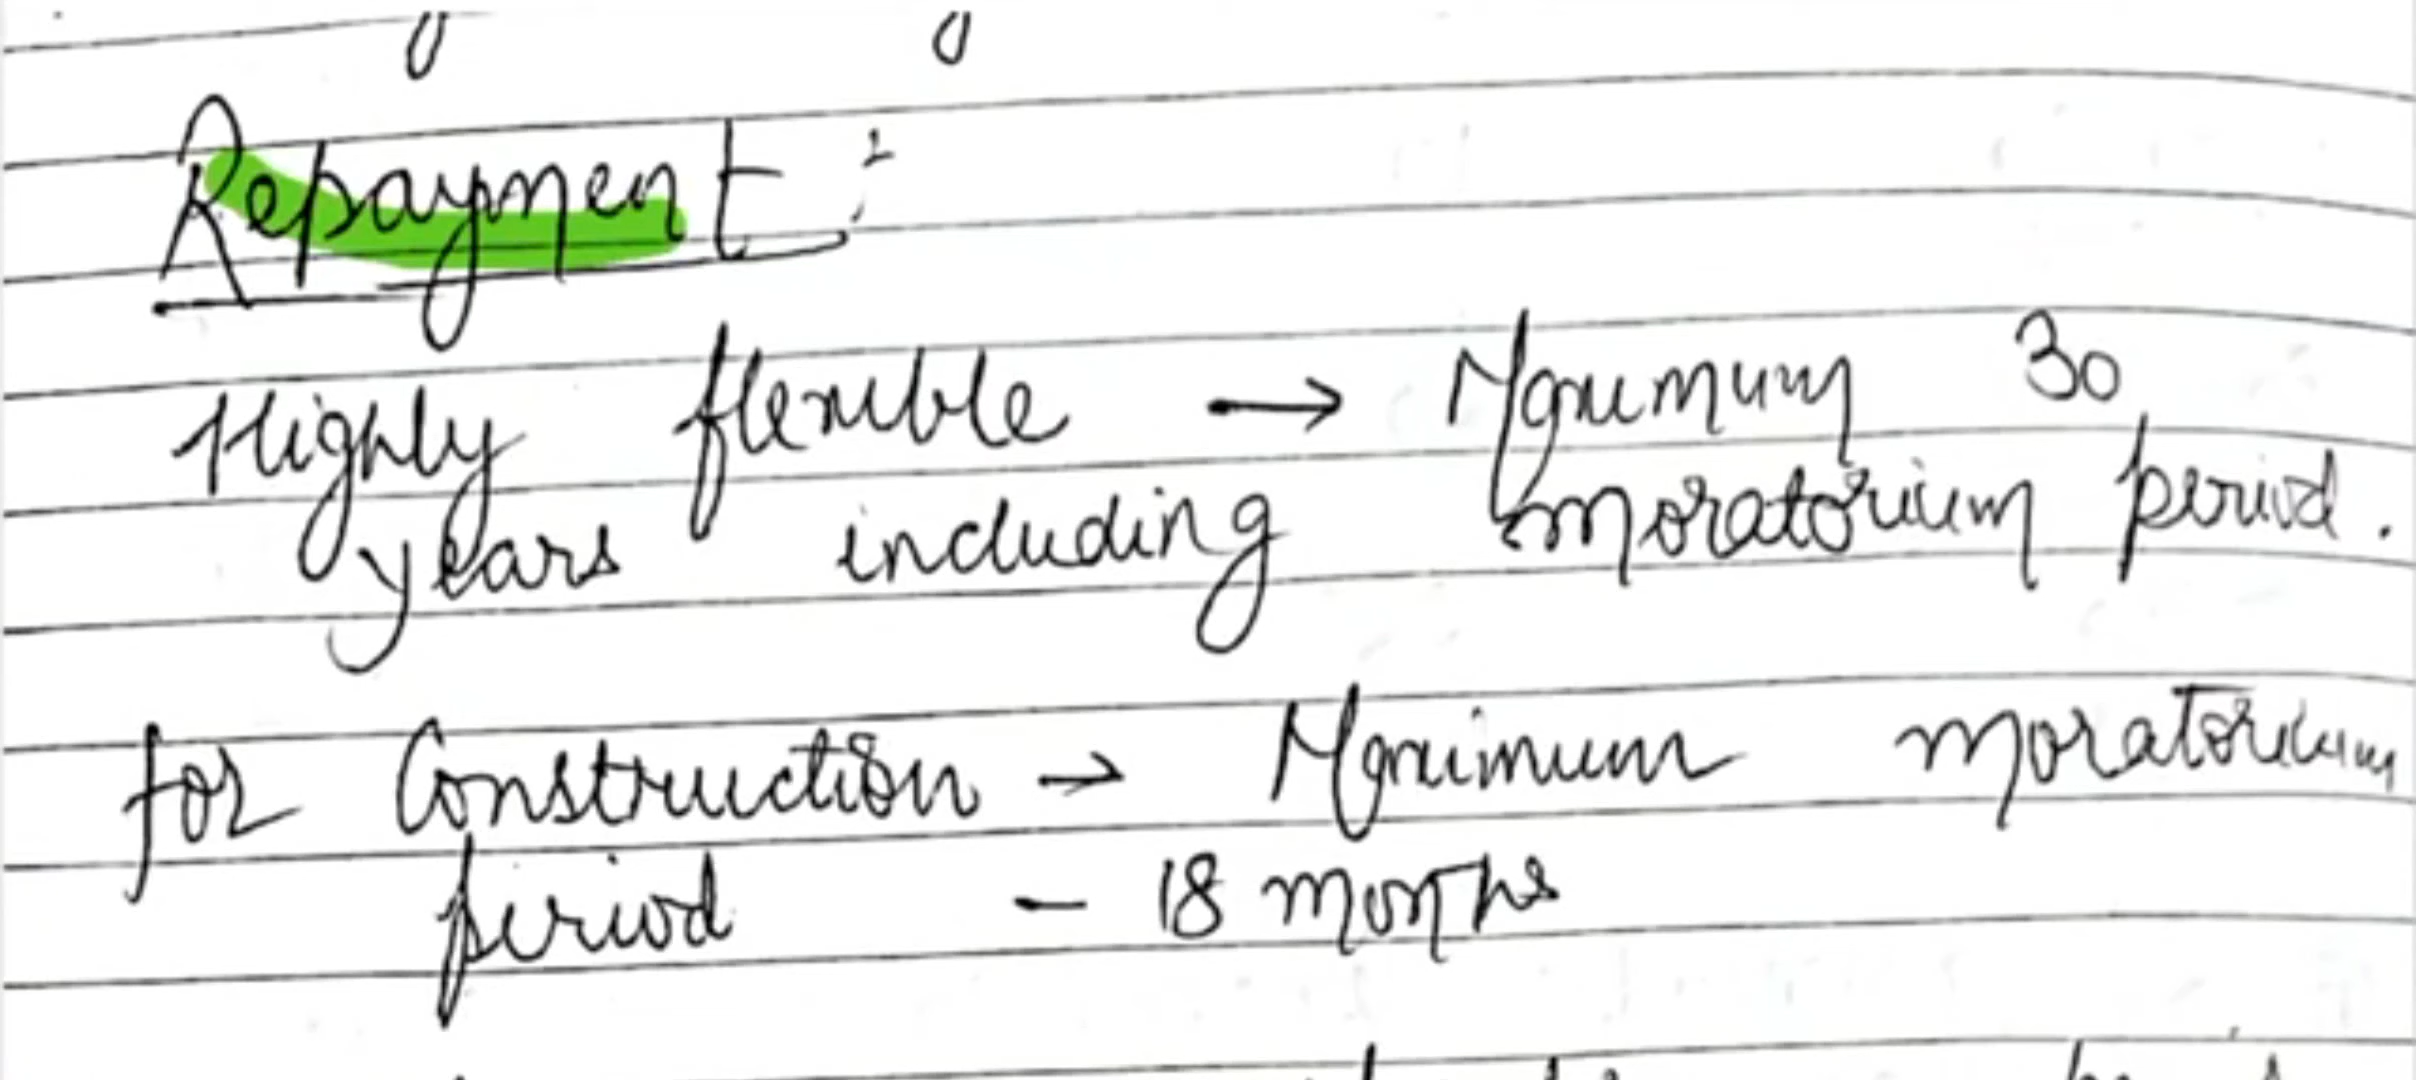 Repayment :-
Highly flexible → Maximum 30
years including moratorium period.
for Construction → Maximum moratorium
period - 18 months